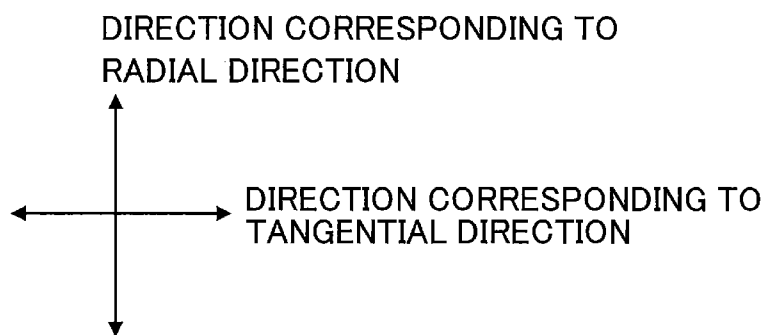 DIRECTION CORRESPONDING TO
RADIAL DIRECTION
DIRECTION CORRESPONDING TO
TANGENTIAL DIRECTION